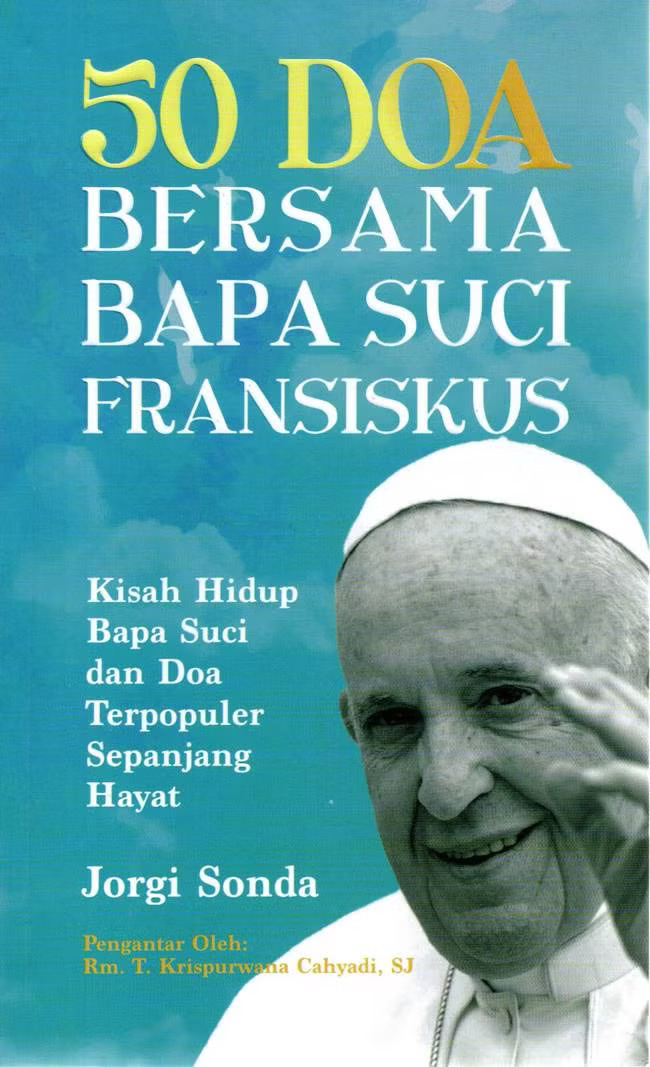 50 DOA
BERSAMA
BAPA SUCI
FRANSISKUS
Kisah Hidup
Bapa Suci
dan Doa
Terpopuler
Sepanjang
Hayat
Jorgi Sonda
Pengantar Oleh:
Rm. T. Krispurwana Cahyadi, SJ